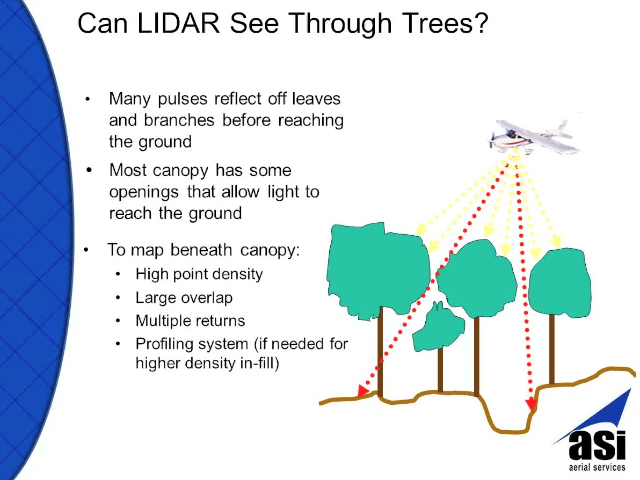 Can LIDAR See Through Trees?
• Many pulses reflect off leaves
and branches before reaching
the ground
• Most canopy has some
openings that allow light to
reach the ground
• To map beneath canopy:
• High point density
• Large overlap
• Multiple returns
• Profiling system (if needed for
higher density in-fill)
asi
aerial services